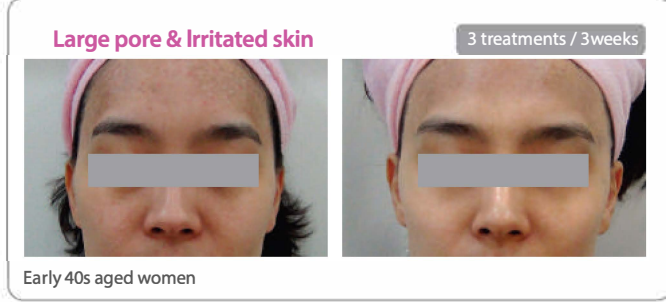 Large pore & Irritated skin
3 treatments / 3weeks
Early 40s aged women